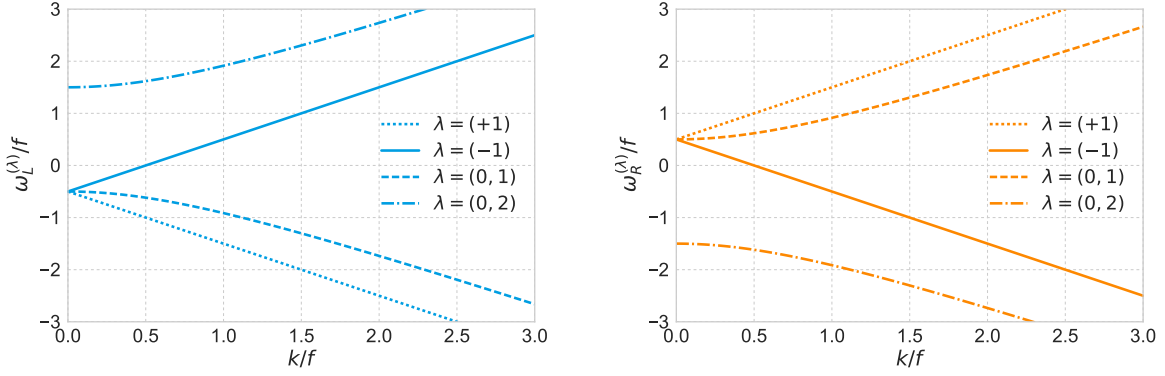 3
2
1
0
−1
−2
−3
ω_L^(λ)/f
λ = (+1)
λ = (−1)
λ = (0, 1)
λ = (0, 2)
0.0 0.5 1.0 1.5 2.0 2.5 3.0
k/f
3
2
1
0
−1
−2
−3
ω_R^(λ)/f
λ = (+1)
λ = (−1)
λ = (0, 1)
λ = (0, 2)
0.0 0.5 1.0 1.5 2.0 2.5 3.0
k/f